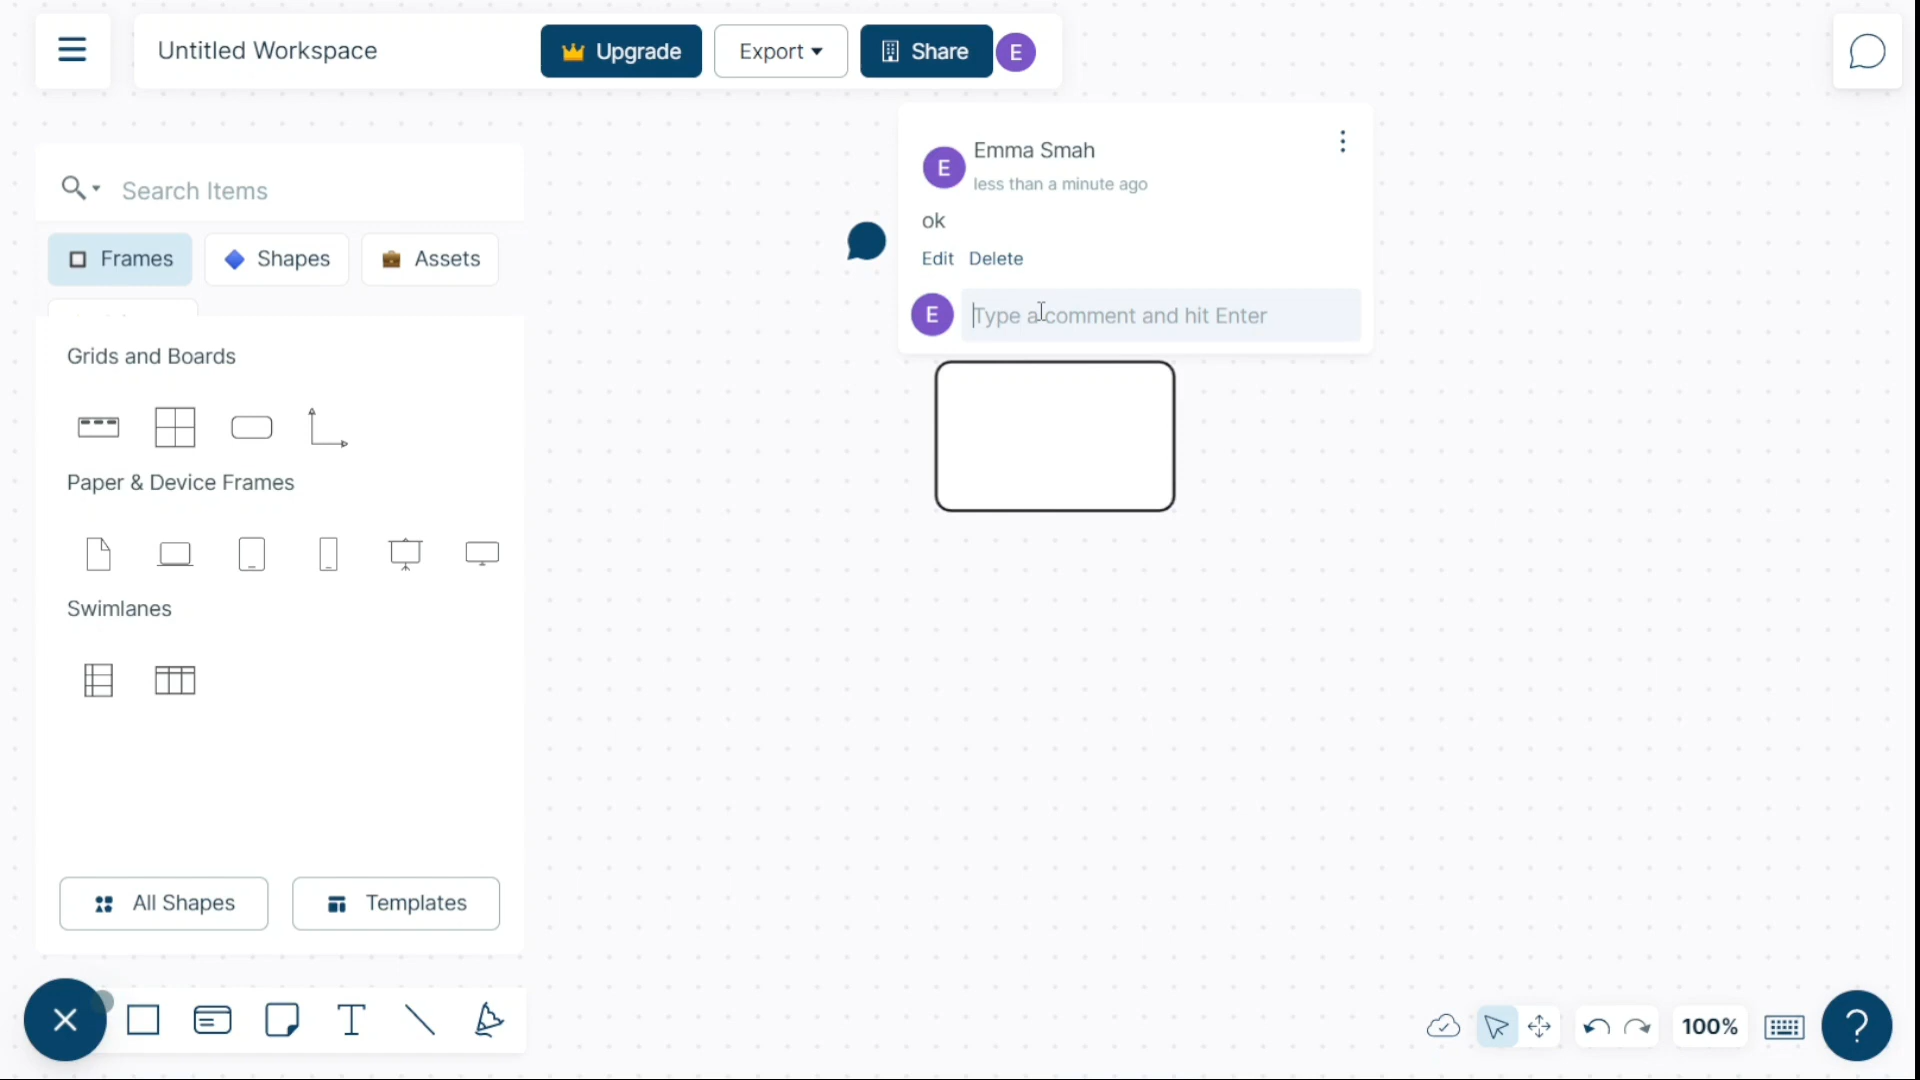 Untitled Workspace
Upgrade
Export
Share
E
Search Items
Frames
Shapes
Assets
Grids and Boards
Paper & Device Frames
Swimlanes
All Shapes
Templates
E
Emma Smah
less than a minute ago
ok
Edit Delete
E
Type a comment and hit Enter
T
100%
?